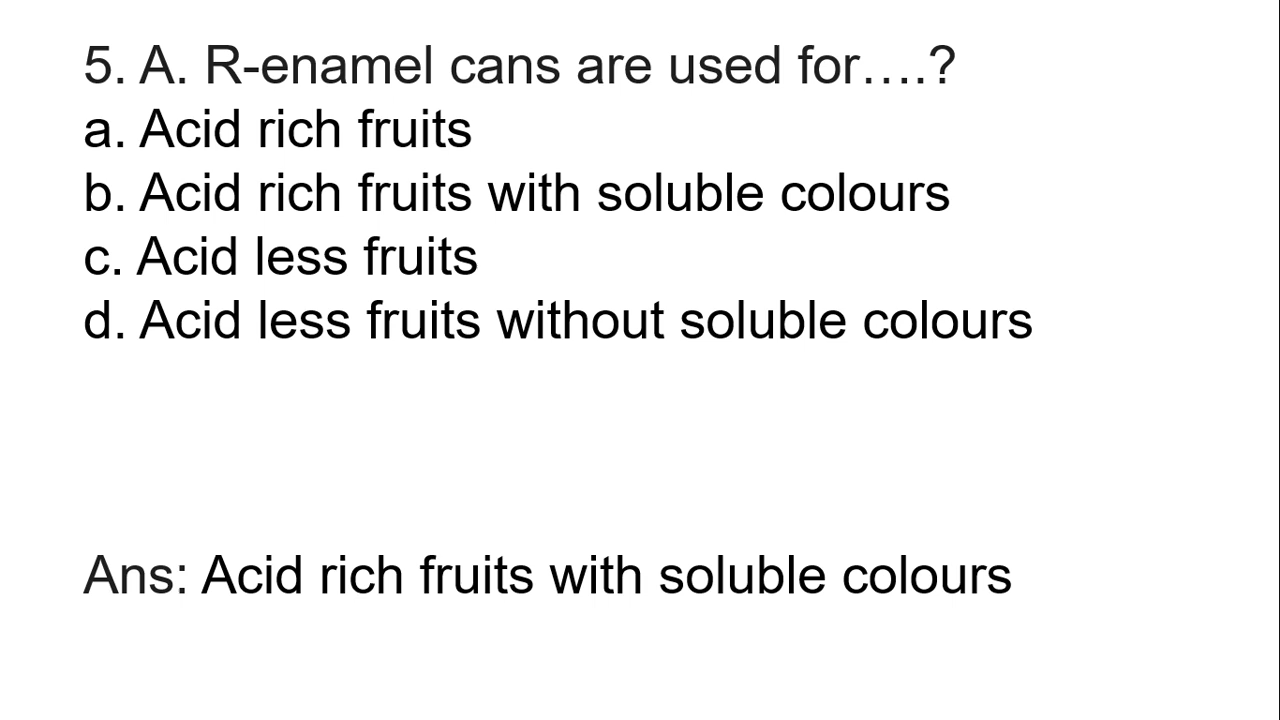 5. A. R-enamel cans are used for….?
a. Acid rich fruits
b. Acid rich fruits with soluble colours
c. Acid less fruits
d. Acid less fruits without soluble colours
Ans: Acid rich fruits with soluble colours